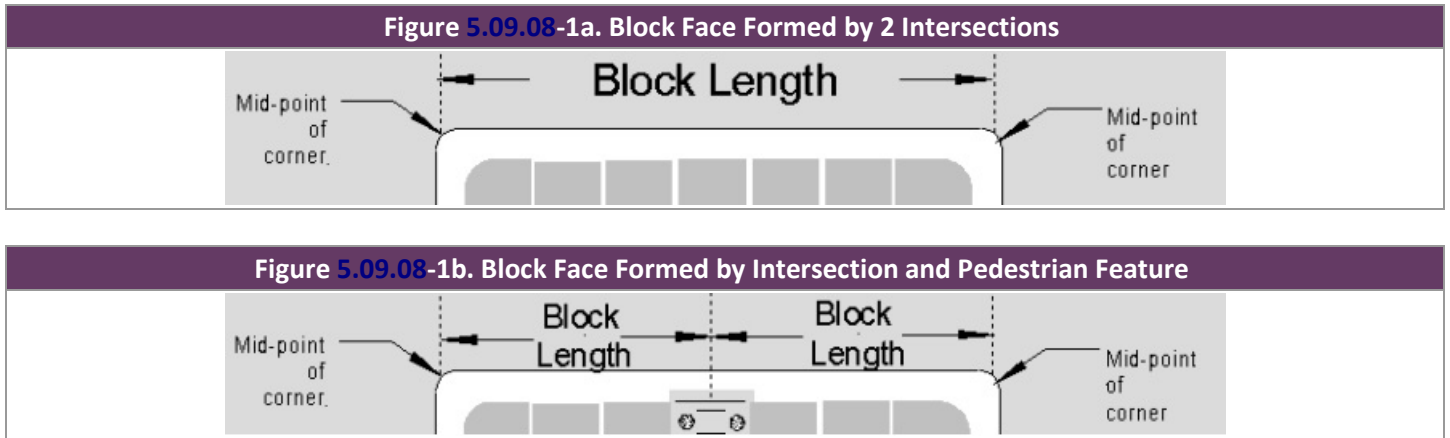 Figure 5.09.08-1a. Block Face Formed by 2 Intersections
Block Length
Mid-point
of
corner.
Mid-point
of
corner
Figure 5.09.08-1b. Block Face Formed by Intersection and Pedestrian Feature
Block
Length
Block
Length
Mid-point
of
corner.
Mid-point
of
corner